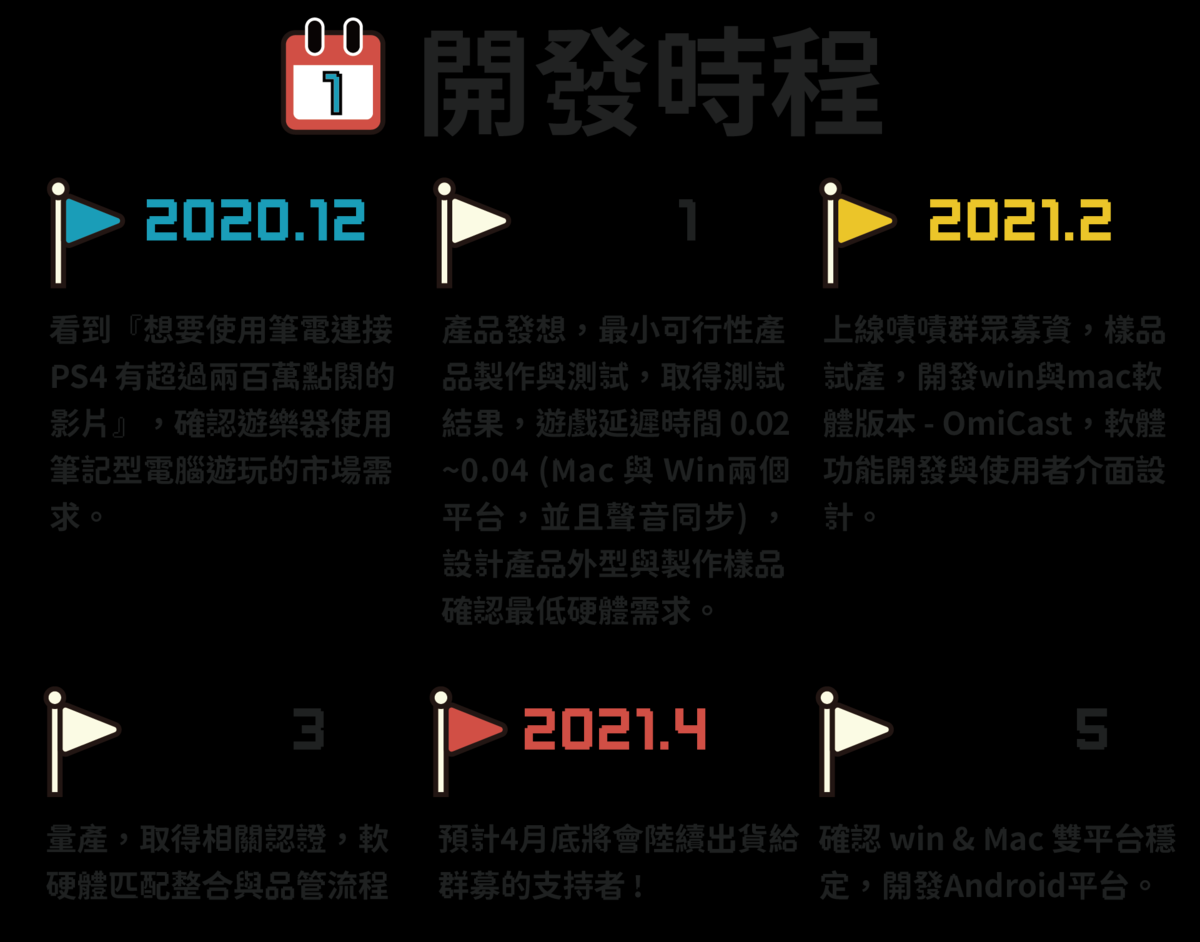 1
開發時程
2020.12
看到『想要使用筆電連接
PS4 有超過兩百萬點閱的
影片』，確認遊樂器使用
筆記型電腦遊玩的市場需
求。
1
產品發想，最小可行性產
品製作與測試，取得測試
結果，遊戲延遲時間 0.02
~0.04 (Mac 與 Win兩個
平台，並且聲音同步) ，
設計產品外型與製作樣品
確認最低硬體需求。
2021.2
上線嘖嘖群眾募資，樣品
試產，開發win與mac軟
體版本 - OmiCast，軟體
功能開發與使用者介面設
計。
3
量產，取得相關認證，軟
硬體匹配整合與品管流程
2021.4
預計4月底將會陸續出貨給
群募的支持者！
5
確認 win & Mac 雙平台穩
定，開發Android平台。